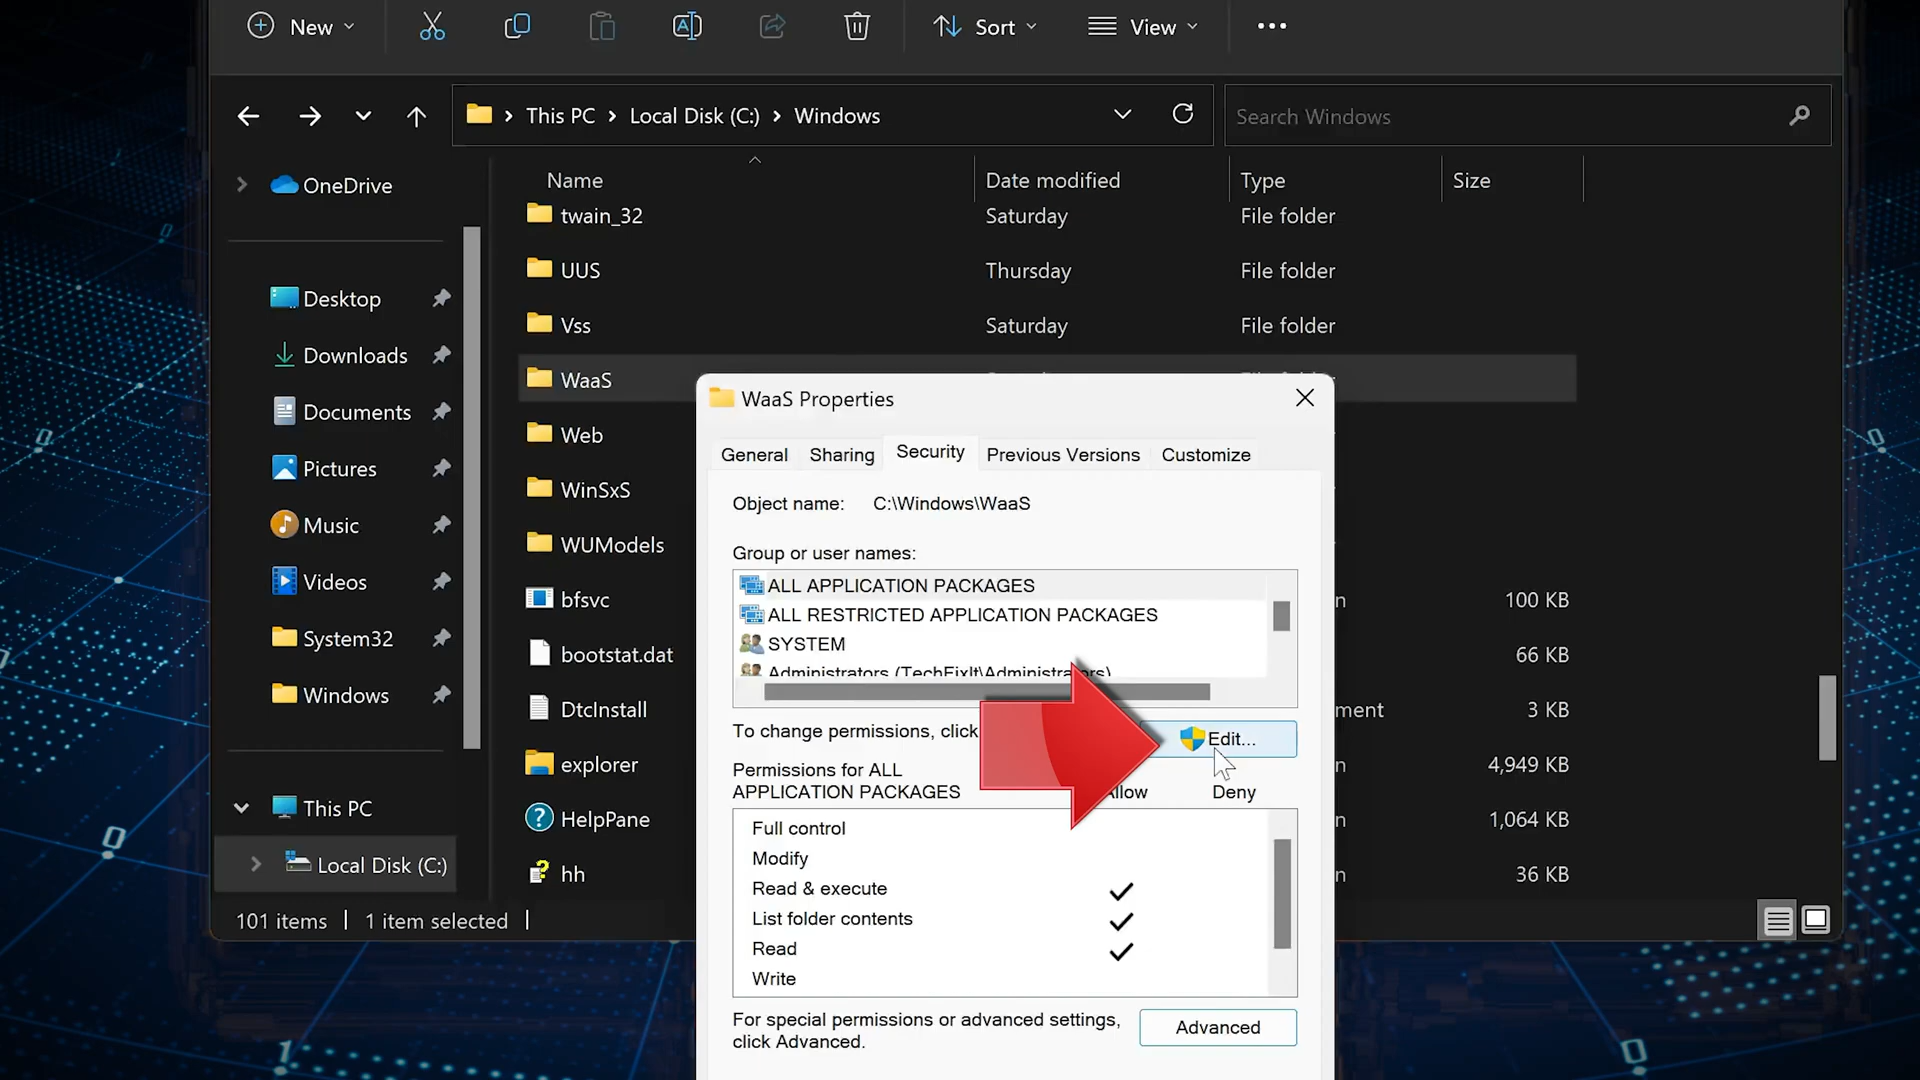 New
Sort
View
This PC
Local Disk (C:)
Windows
Search Windows
OneDrive
Desktop
Downloads
Documents
Pictures
Music
Videos
System32
Windows
This PC
Local Disk (C:)
Name
Date modified
Type
Size
twain_32
Saturday
File folder
UUS
Thursday
File folder
Vss
Saturday
File folder
WaaS
Web
WinSxS
WUModels
bfsvc
n
100 KB
bootstat.dat
66 KB
DtcInstall
ment
3 KB
explorer
n
4,949 KB
HelpPane
n
1,064 KB
hh
n
36 KB
101 items
1 item selected
WaaS Properties
General
Sharing
Security
Previous Versions
Customize
Object name: C:\Windows\WaaS
Group or user names:
ALL APPLICATION PACKAGES
ALL RESTRICTED APPLICATION PACKAGES
SYSTEM
Administrators (TechFixIt\Administrators)
To change permissions, click
Edit...
Permissions for ALL
APPLICATION PACKAGES
Allow
Deny
Full control
Modify
Read & execute
List folder contents
Read
Write
For special permissions or advanced settings,
click Advanced.
Advanced